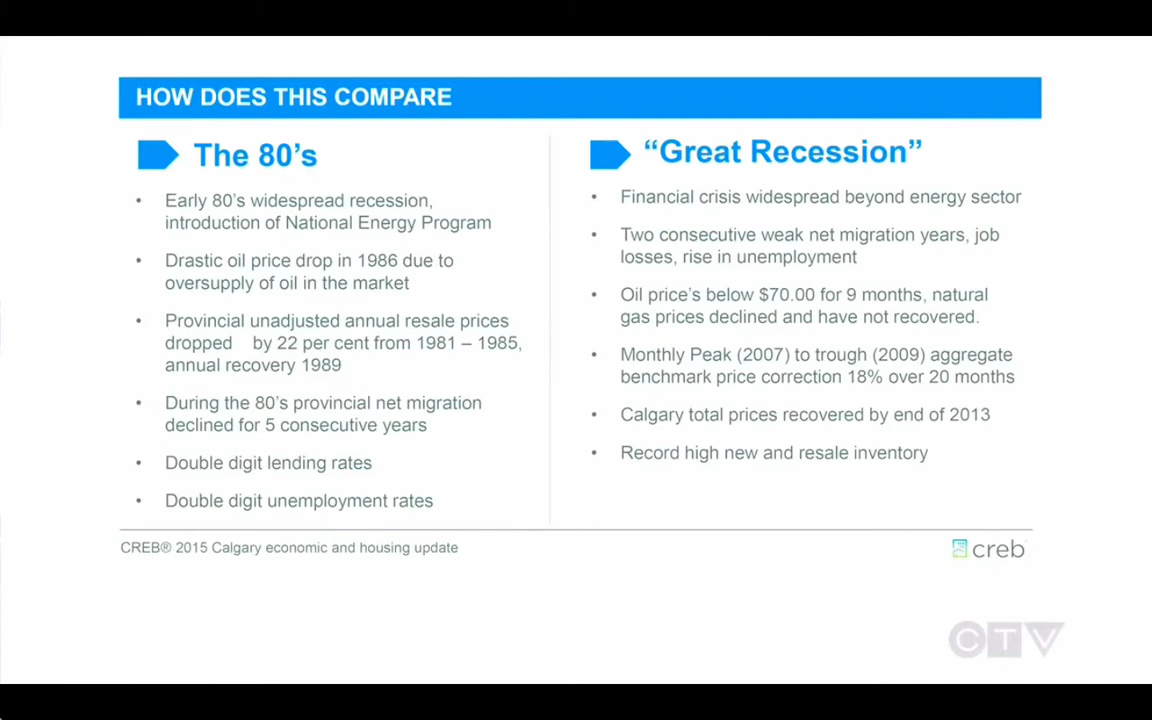 HOW DOES THIS COMPARE
The 80's
• Early 80's widespread recession,
introduction of National Energy Program
• Drastic oil price drop in 1986 due to
oversupply of oil in the market
• Provincial unadjusted annual resale prices
dropped by 22 per cent from 1981 – 1985,
annual recovery 1989
• During the 80's provincial net migration
declined for 5 consecutive years
• Double digit lending rates
• Double digit unemployment rates
“Great Recession”
• Financial crisis widespread beyond energy sector
• Two consecutive weak net migration years, job
losses, rise in unemployment
• Oil price's below $70.00 for 9 months, natural
gas prices declined and have not recovered.
• Monthly Peak (2007) to trough (2009) aggregate
benchmark price correction 18% over 20 months
• Calgary total prices recovered by end of 2013
• Record high new and resale inventory
CREB® 2015 Calgary economic and housing update
creb
CTV